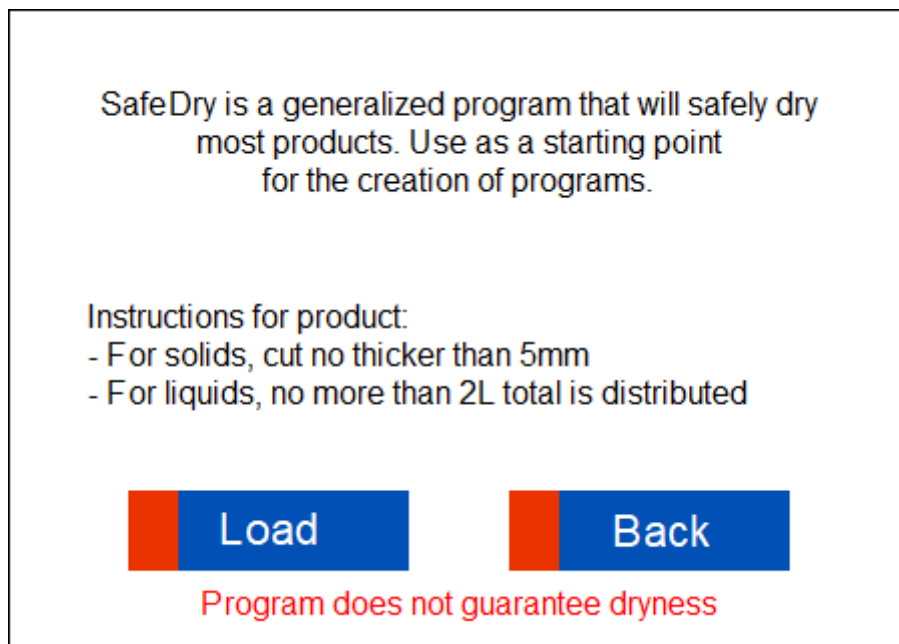 SafeDry is a generalized program that will safely dry
most products. Use as a starting point
for the creation of programs.
Instructions for product:
- For solids, cut no thicker than 5mm
- For liquids, no more than 2L total is distributed
Load
Back
Program does not guarantee dryness